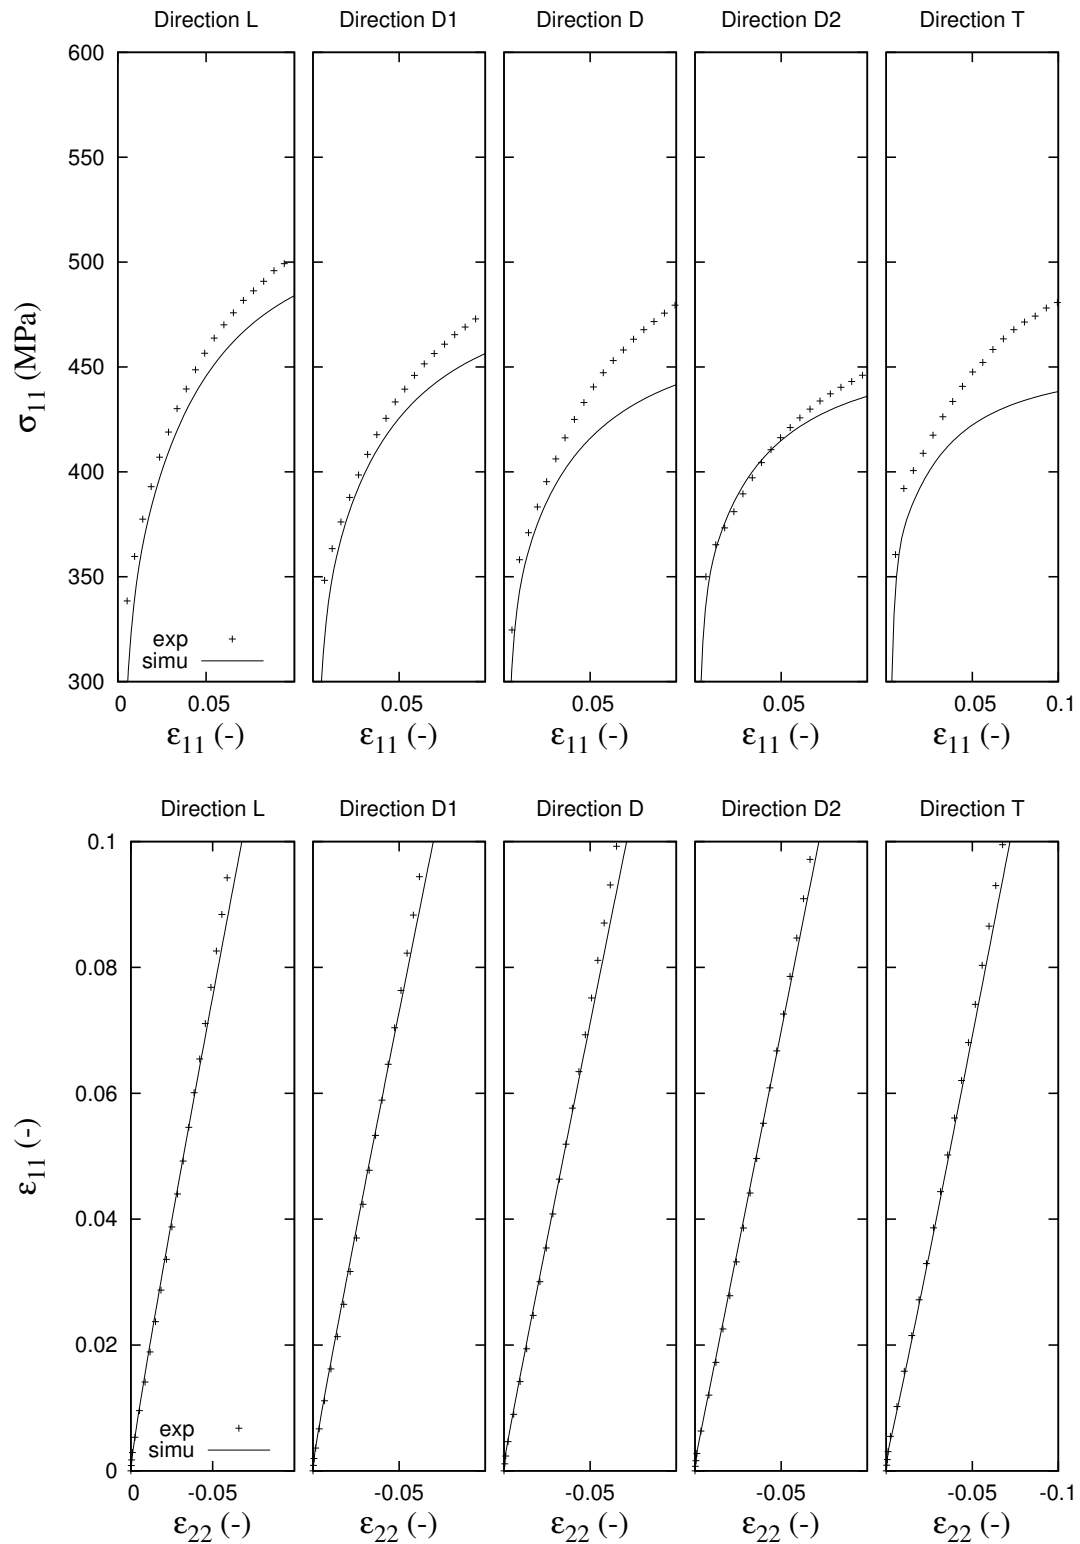 Direction L Direction D1 Direction D Direction D2 Direction T
600
550
500
450
400
350
300
σ11 (MPa)
exp
simu
0 0.05 0.05 0.05 0.05 0.05 0.1
ε11 (-) ε11 (-) ε11 (-) ε11 (-) ε11 (-)
Direction L Direction D1 Direction D Direction D2 Direction T
0.1
0.08
0.06
0.04
0.02
0
ε11 (-)
exp
simu
0 -0.05 -0.05 -0.05 -0.05 -0.05 -0.1
ε22 (-) ε22 (-) ε22 (-) ε22 (-) ε22 (-)